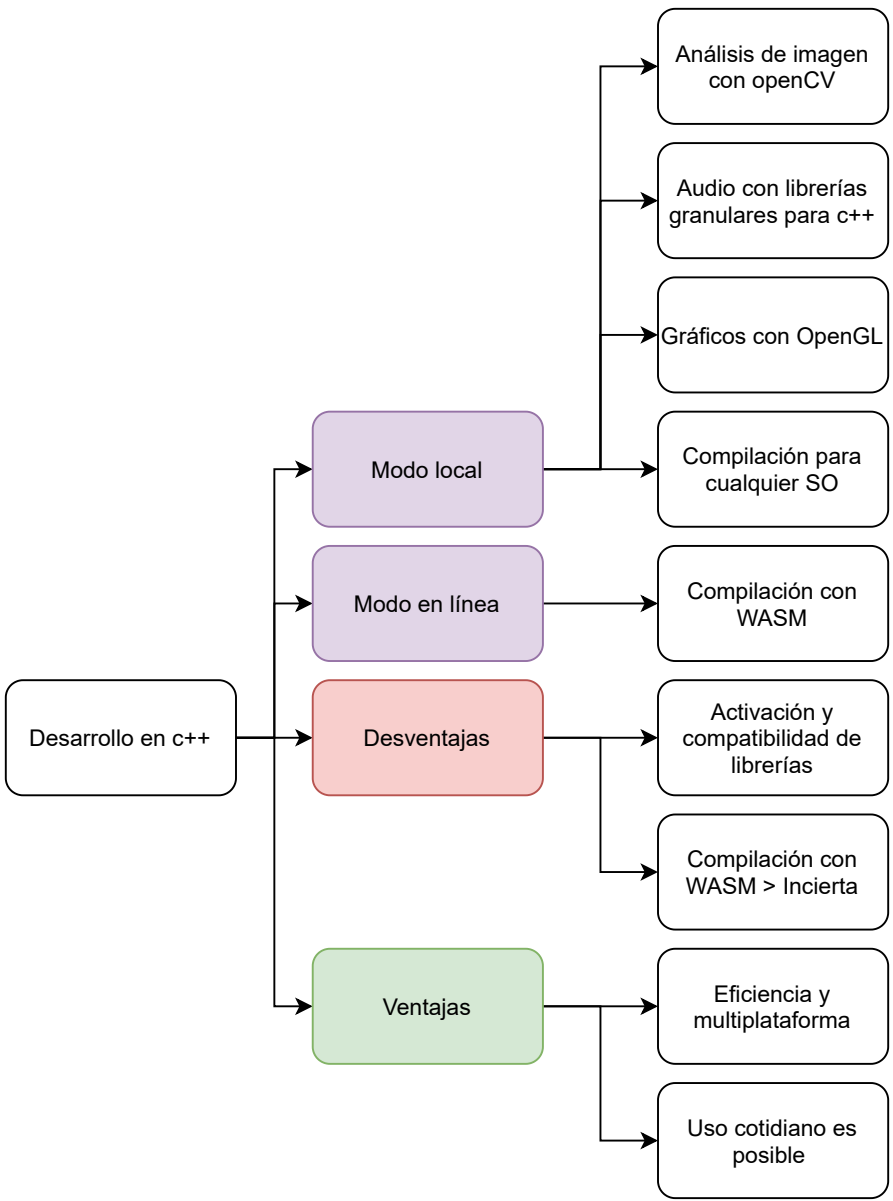 Análisis de imagen
con openCV
Audio con librerías
granulares para c++
Gráficos con OpenGL
Modo local
Compilación para
cualquier SO
Modo en línea
Compilación con
WASM
Desarrollo en c++
Desventajas
Activación y
compatibilidad de
librerías
Compilación con
WASM > Incierta
Ventajas
Eficiencia y
multiplataforma
Uso cotidiano es
posible